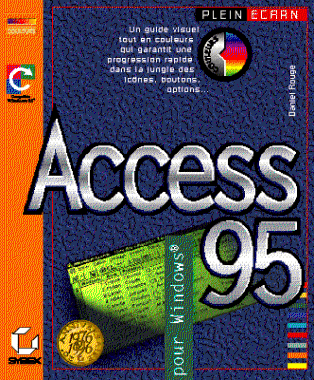 PLEIN ECRAN
Un guide visuel
tout en couleurs
qui garantit une
progression rapide
dans la jungle des
icônes, boutons,
options...
Daniel Rouge
Access
95
pour Windows®
SYBEX